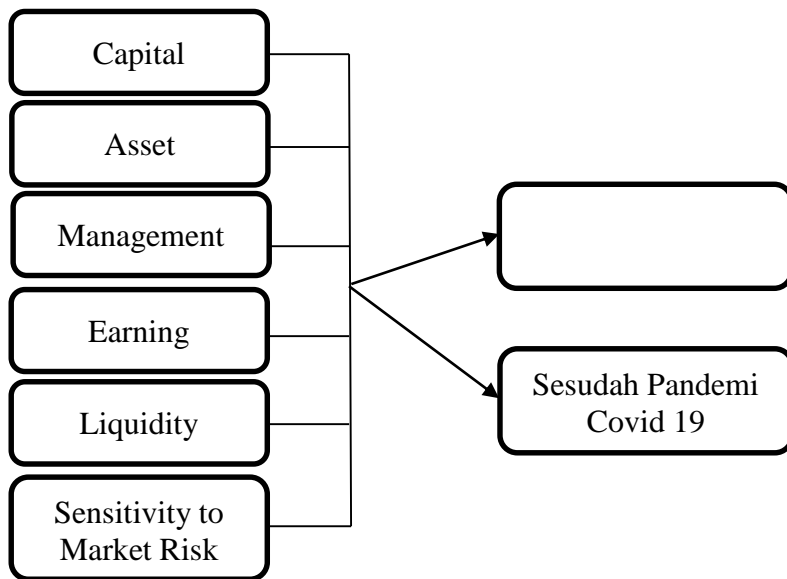 Capital
Asset
Management
Earning
Liquidity
Sensitivity to
Market Risk
Sesudah Pandemi
Covid 19